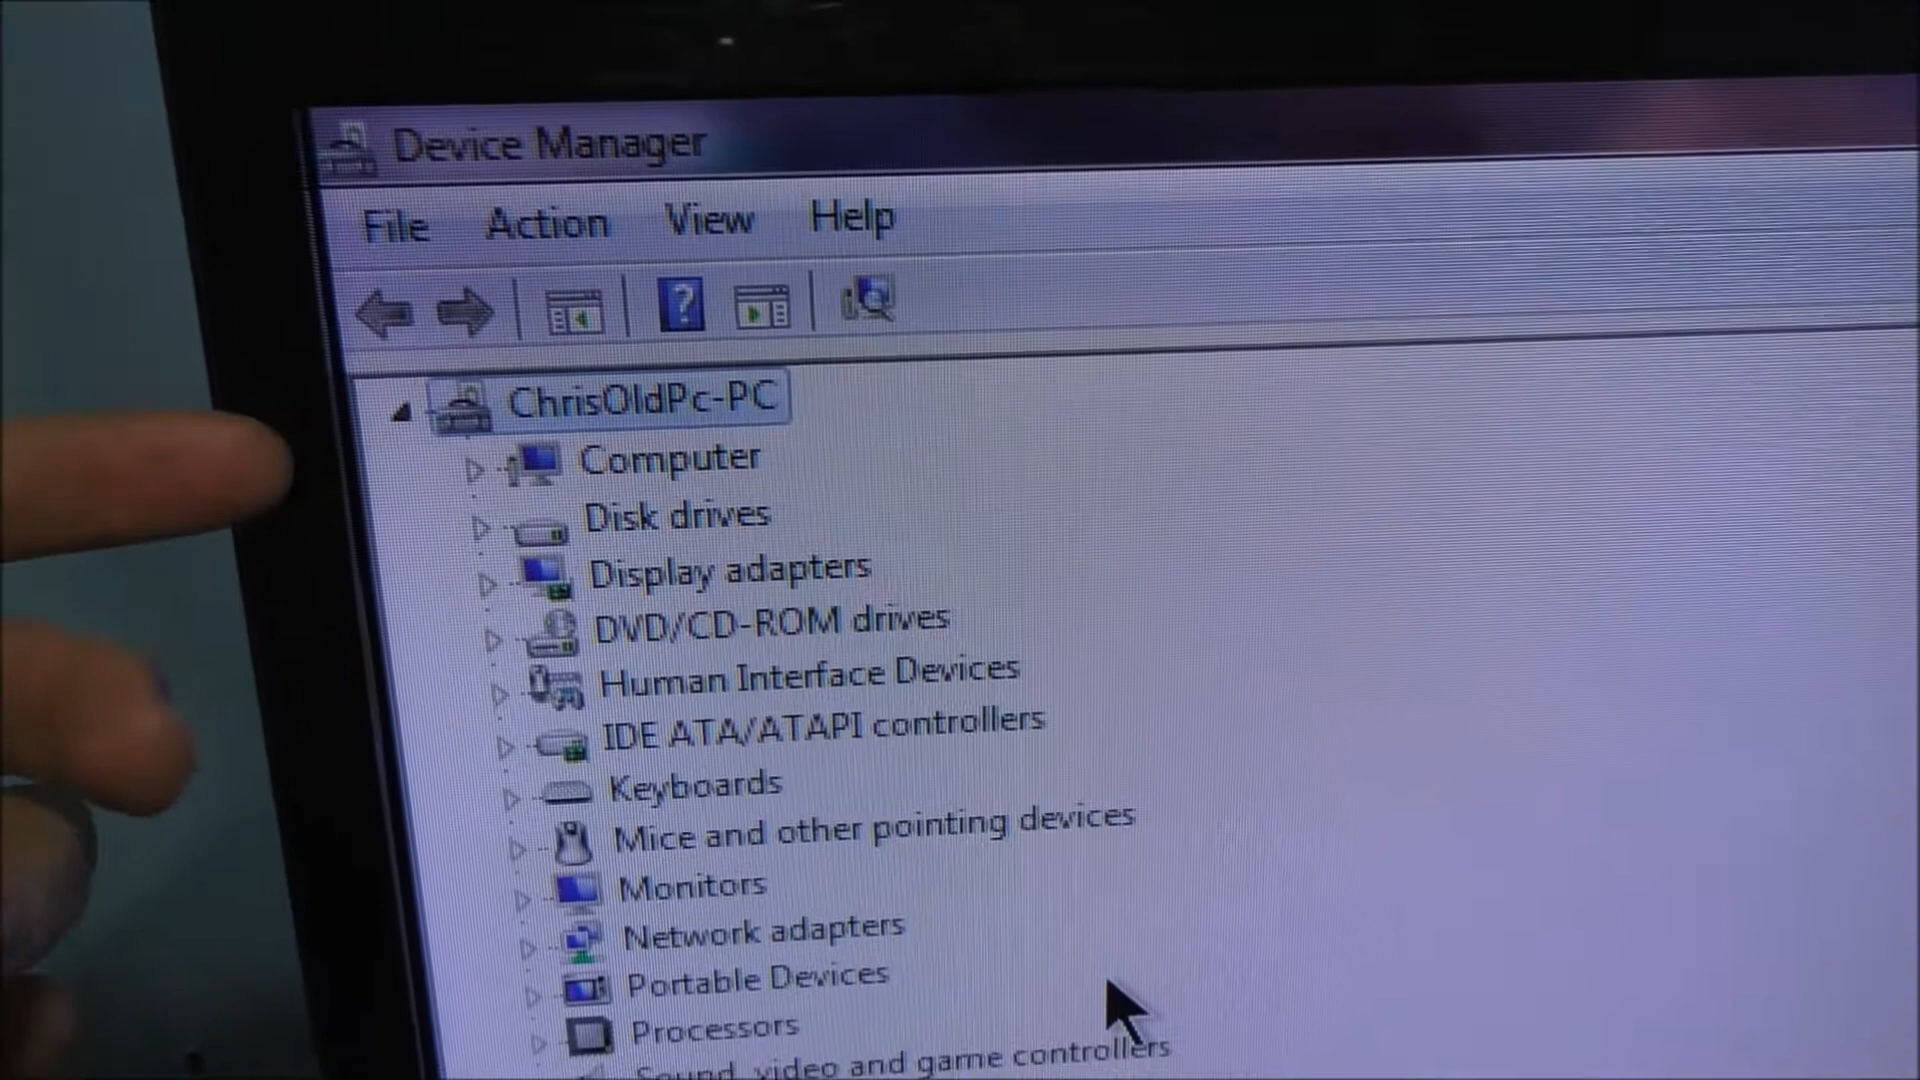 Device Manager
File Action View Help
ChrisOldPc-PC
Computer
Disk drives
Display adapters
DVD/CD-ROM drives
Human Interface Devices
IDE ATA/ATAPI controllers
Keyboards
Mice and other pointing devices
Monitors
Network adapters
Portable Devices
Processors
Sound, video and game controllers